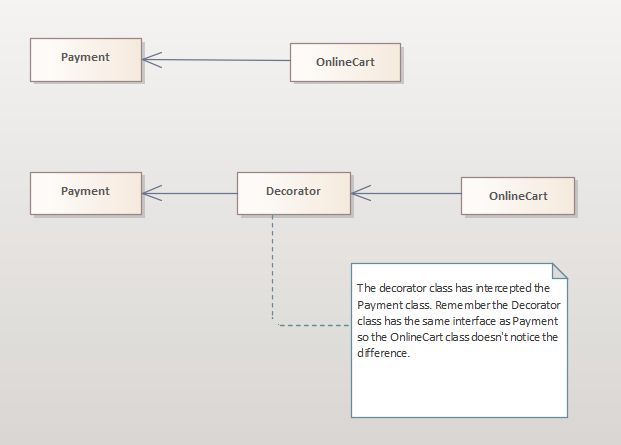 Payment
OnlineCart
Payment
Decorator
OnlineCart
The decorator class has intercepted the
Payment class. Remember the Decorator
class has the same interface as Payment
so the OnlineCart class doesn't notice the
difference.